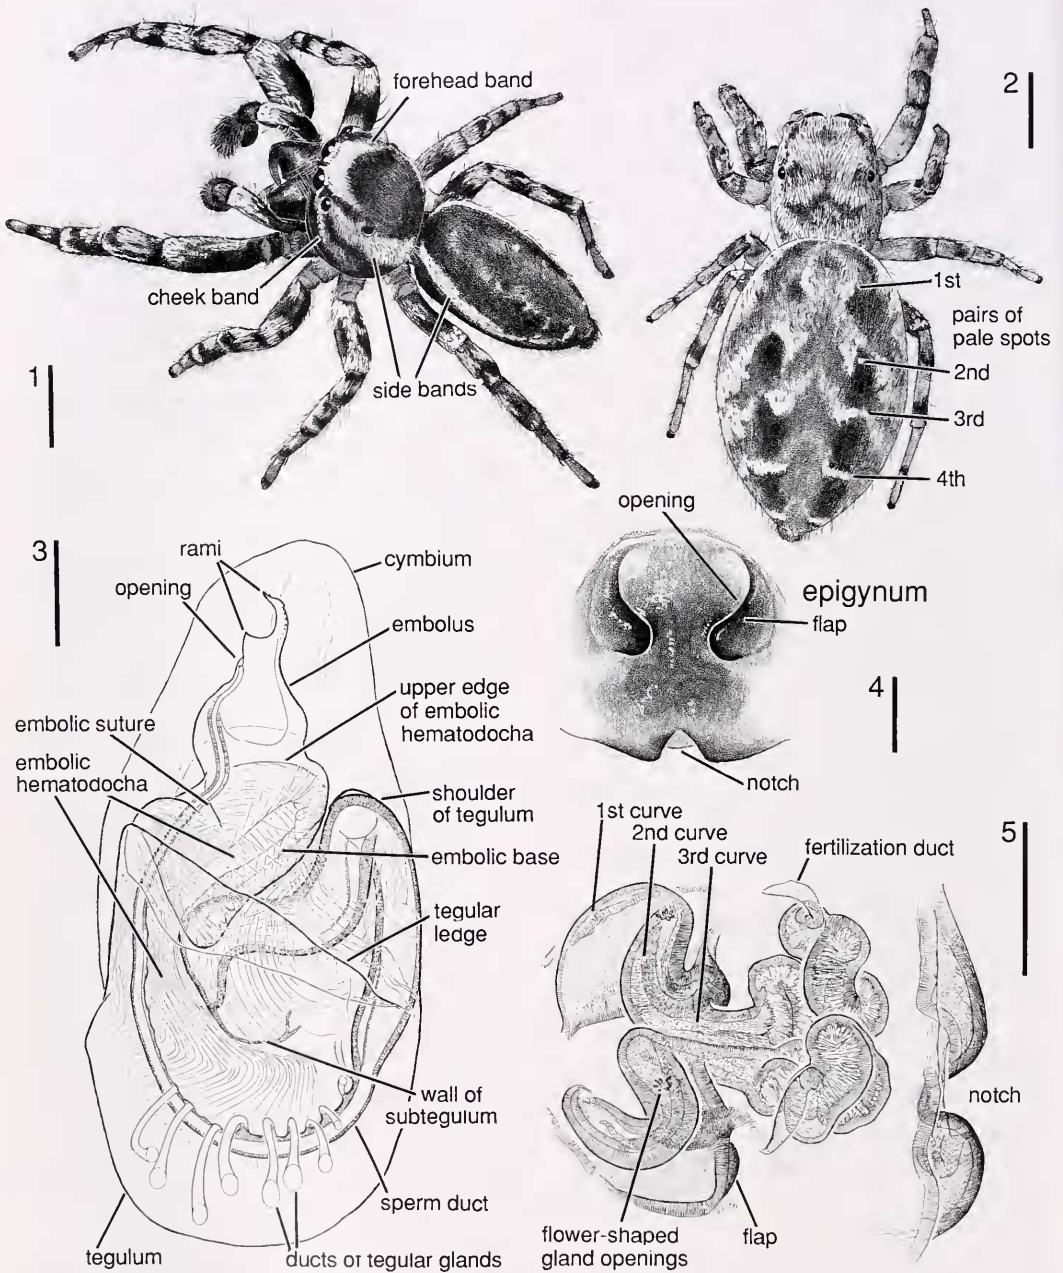 forehead band
cheek band
side bands
1
2
1st
pairs of
pale spots
2nd
3rd
4th
3
rami
opening
cymbium
embolus
upper edge
of embolic
hematodocha
embolic suture
embolic
hematodocha
shoulder
of tegulum
embolic base
tegular
ledge
wall of
subtegulum
sperm duct
tegulum
ducts of tegular glands
opening
epigynum
flap
4
notch
1st curve
2nd curve
3rd curve
fertilization duct
5
notch
flower-shaped
gland openings
flap